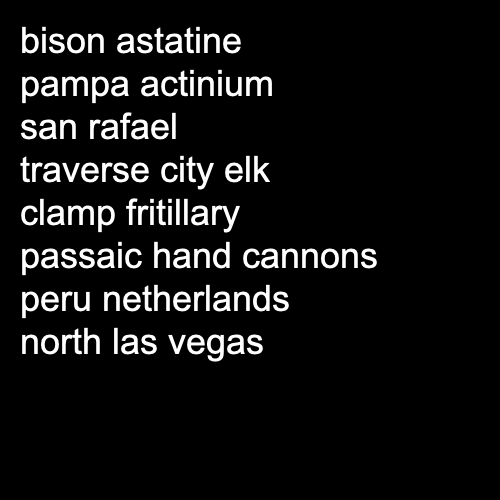 bison astatine
pampa actinium
san rafael
traverse city elk
clamp fritillary
passaic hand cannons
peru netherlands
north las vegas